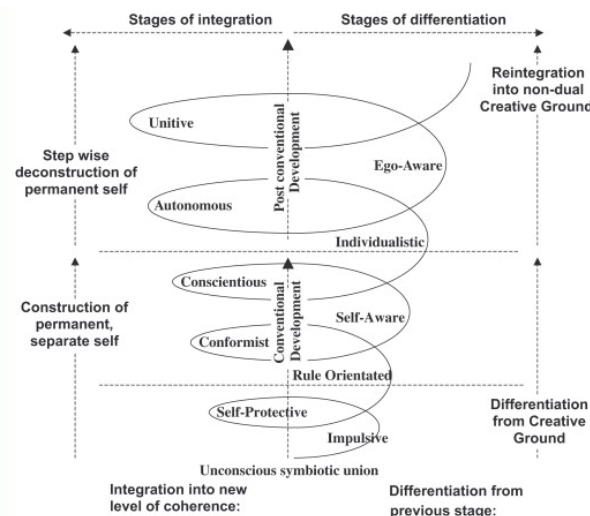 Stages of integration
Stages of differentiation
Reintegration
into non-dual
Creative Ground
Unitive
Step wise
deconstruction of
permanent self
Post conventional
Development
Ego-Aware
Autonomous
Individualistic
Conscientious
Construction of
permanent,
separate self
Conventional
Development
Self-Aware
Conformist
Rule Orientated
Self-Protective
Differentiation
from Creative
Ground
Impulsive
Unconscious symbiotic union
Integration into new
level of coherence:
Differentiation from
previous stage: